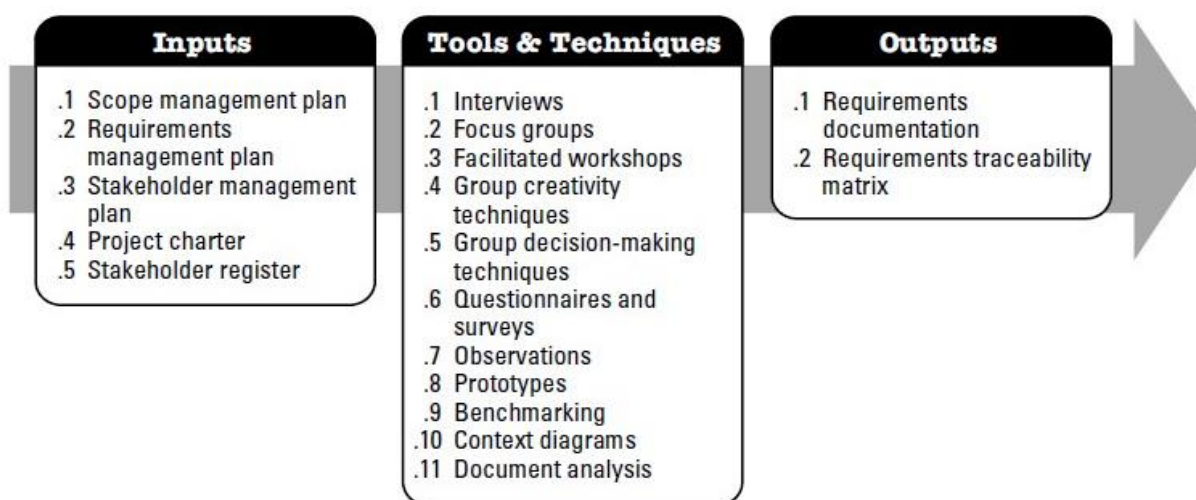 Inputs
.1 Scope management plan
.2 Requirements
management plan
.3 Stakeholder management
plan
.4 Project charter
.5 Stakeholder register
Tools & Techniques
.1 Interviews
.2 Focus groups
.3 Facilitated workshops
.4 Group creativity
techniques
.5 Group decision-making
techniques
.6 Questionnaires and
surveys
.7 Observations
.8 Prototypes
.9 Benchmarking
.10 Context diagrams
.11 Document analysis
Outputs
.1 Requirements
documentation
.2 Requirements traceability
matrix